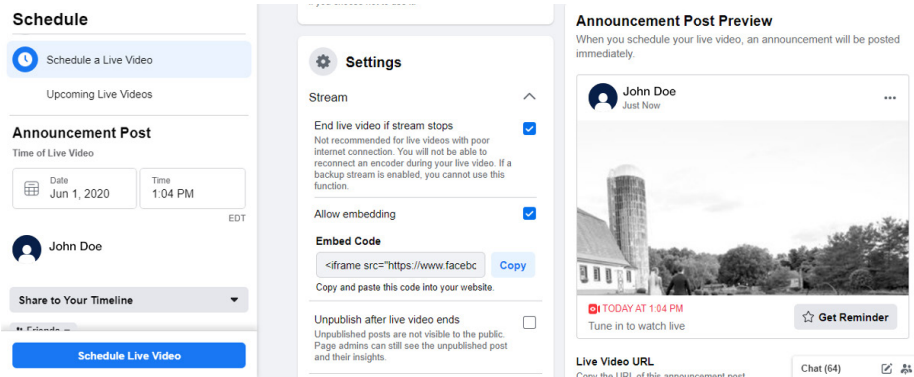 Schedule
Schedule a Live Video
Upcoming Live Videos
Announcement Post
Time of Live Video
Date
Jun 1, 2020
Time
1:04 PM
EDT
John Doe
Share to Your Timeline
Friends
Schedule Live Video
Settings
Stream
End live video if stream stops
Not recommended for live videos with poor
internet connection. You will not be able to
reconnect an encoder during your live video. If a
backup stream is enabled, you cannot use this
function.
Allow embedding
Embed Code
<iframe src="https://www.facebc
Copy
Copy and paste this code into your website.
Unpublish after live video ends
Unpublished posts are not visible to the public.
Page admins can still see the unpublished post
and their insights.
Announcement Post Preview
When you schedule your live video, an announcement will be posted
immediately.
John Doe
Just Now
TODAY AT 1:04 PM
Tune in to watch live
Get Reminder
Live Video URL
Copy the URL of this announcement post
Chat (64)